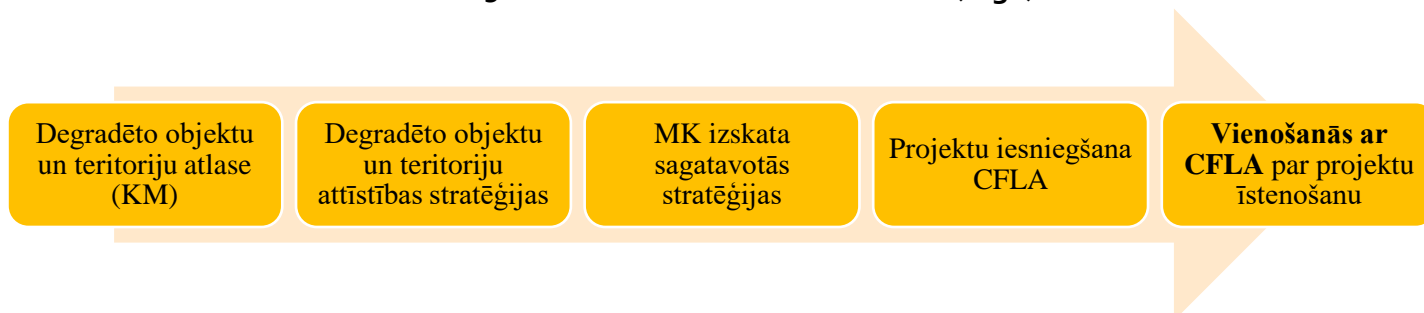 Degradēto objektu
un teritoriju atlase
(KM)
Degradēto objektu
un teritoriju
attīstības stratēģijas
MK izskata
sagatavotās
stratēģijas
Projektu iesniegšana
CFLA
Vienošanās ar
CFLA par projektu
īstenošanu